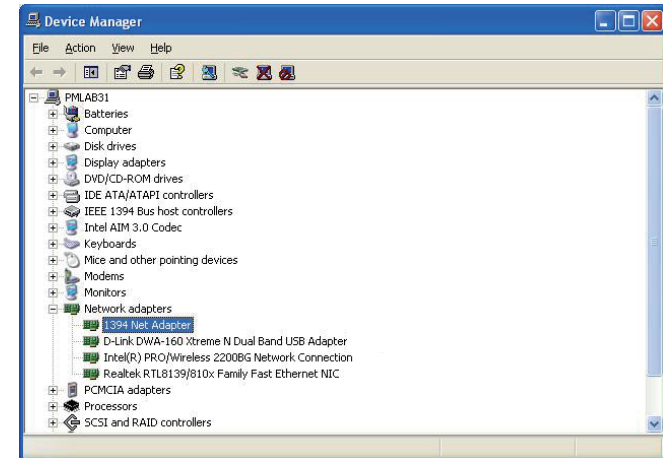 Device Manager
File Action View Help
PMLAB31
Batteries
Computer
Disk drives
Display adapters
DVD/CD-ROM drives
IDE ATA/ATAPI controllers
IEEE 1394 Bus host controllers
Intel AIM 3.0 Codec
Keyboards
Mice and other pointing devices
Modems
Monitors
Network adapters
1394 Net Adapter
D-Link DWA-160 Xtreme N Dual Band USB Adapter
Intel(R) PRO/Wireless 2200BG Network Connection
Realtek RTL8139/810x Family Fast Ethernet NIC
PCMCIA adapters
Processors
SCSI and RAID controllers